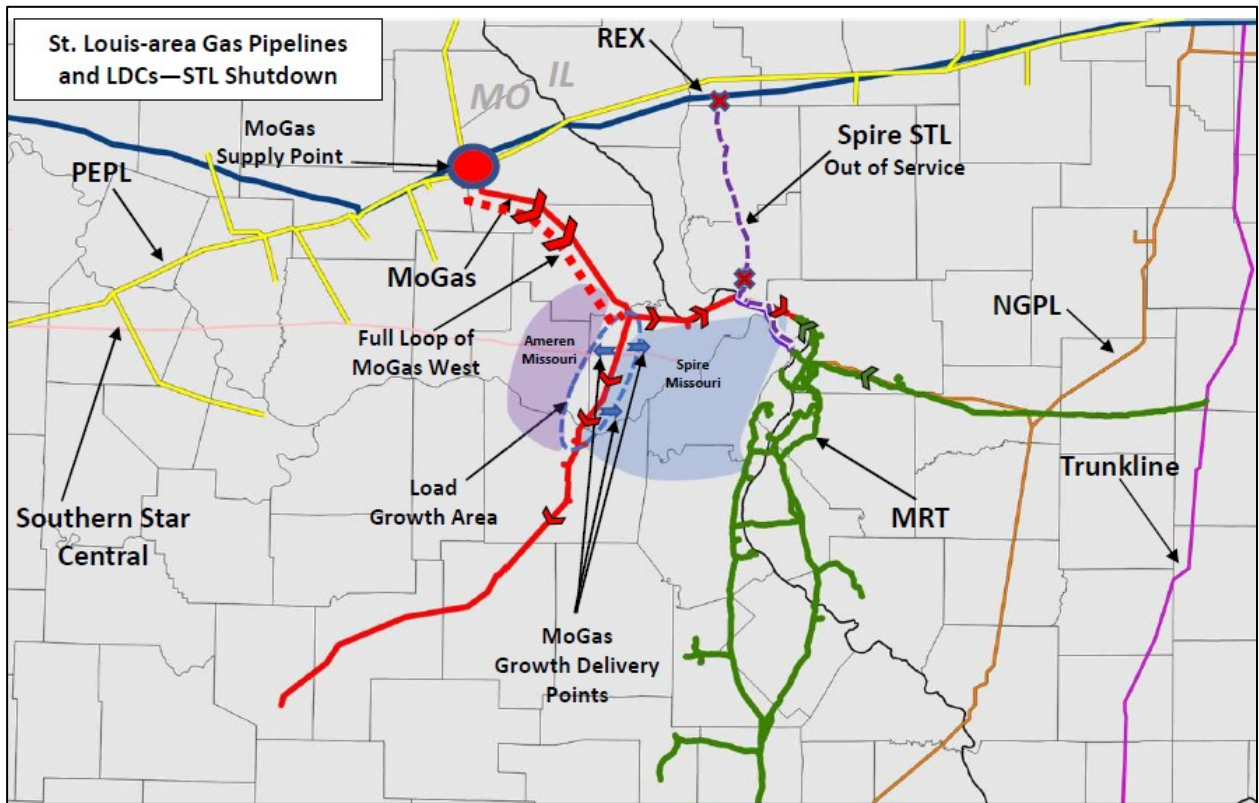 St. Louis-area Gas Pipelines
and LDCs—STL Shutdown
REX
MO
IL
MoGas
Supply Point
PEPL
Spire STL
Out of Service
MoGas
NGPL
Full Loop of
MoGas West
Ameren
Missouri
Spire
Missouri
Trunkline
Load
Growth Area
Southern Star
Central
MRT
MoGas
Growth Delivery
Points